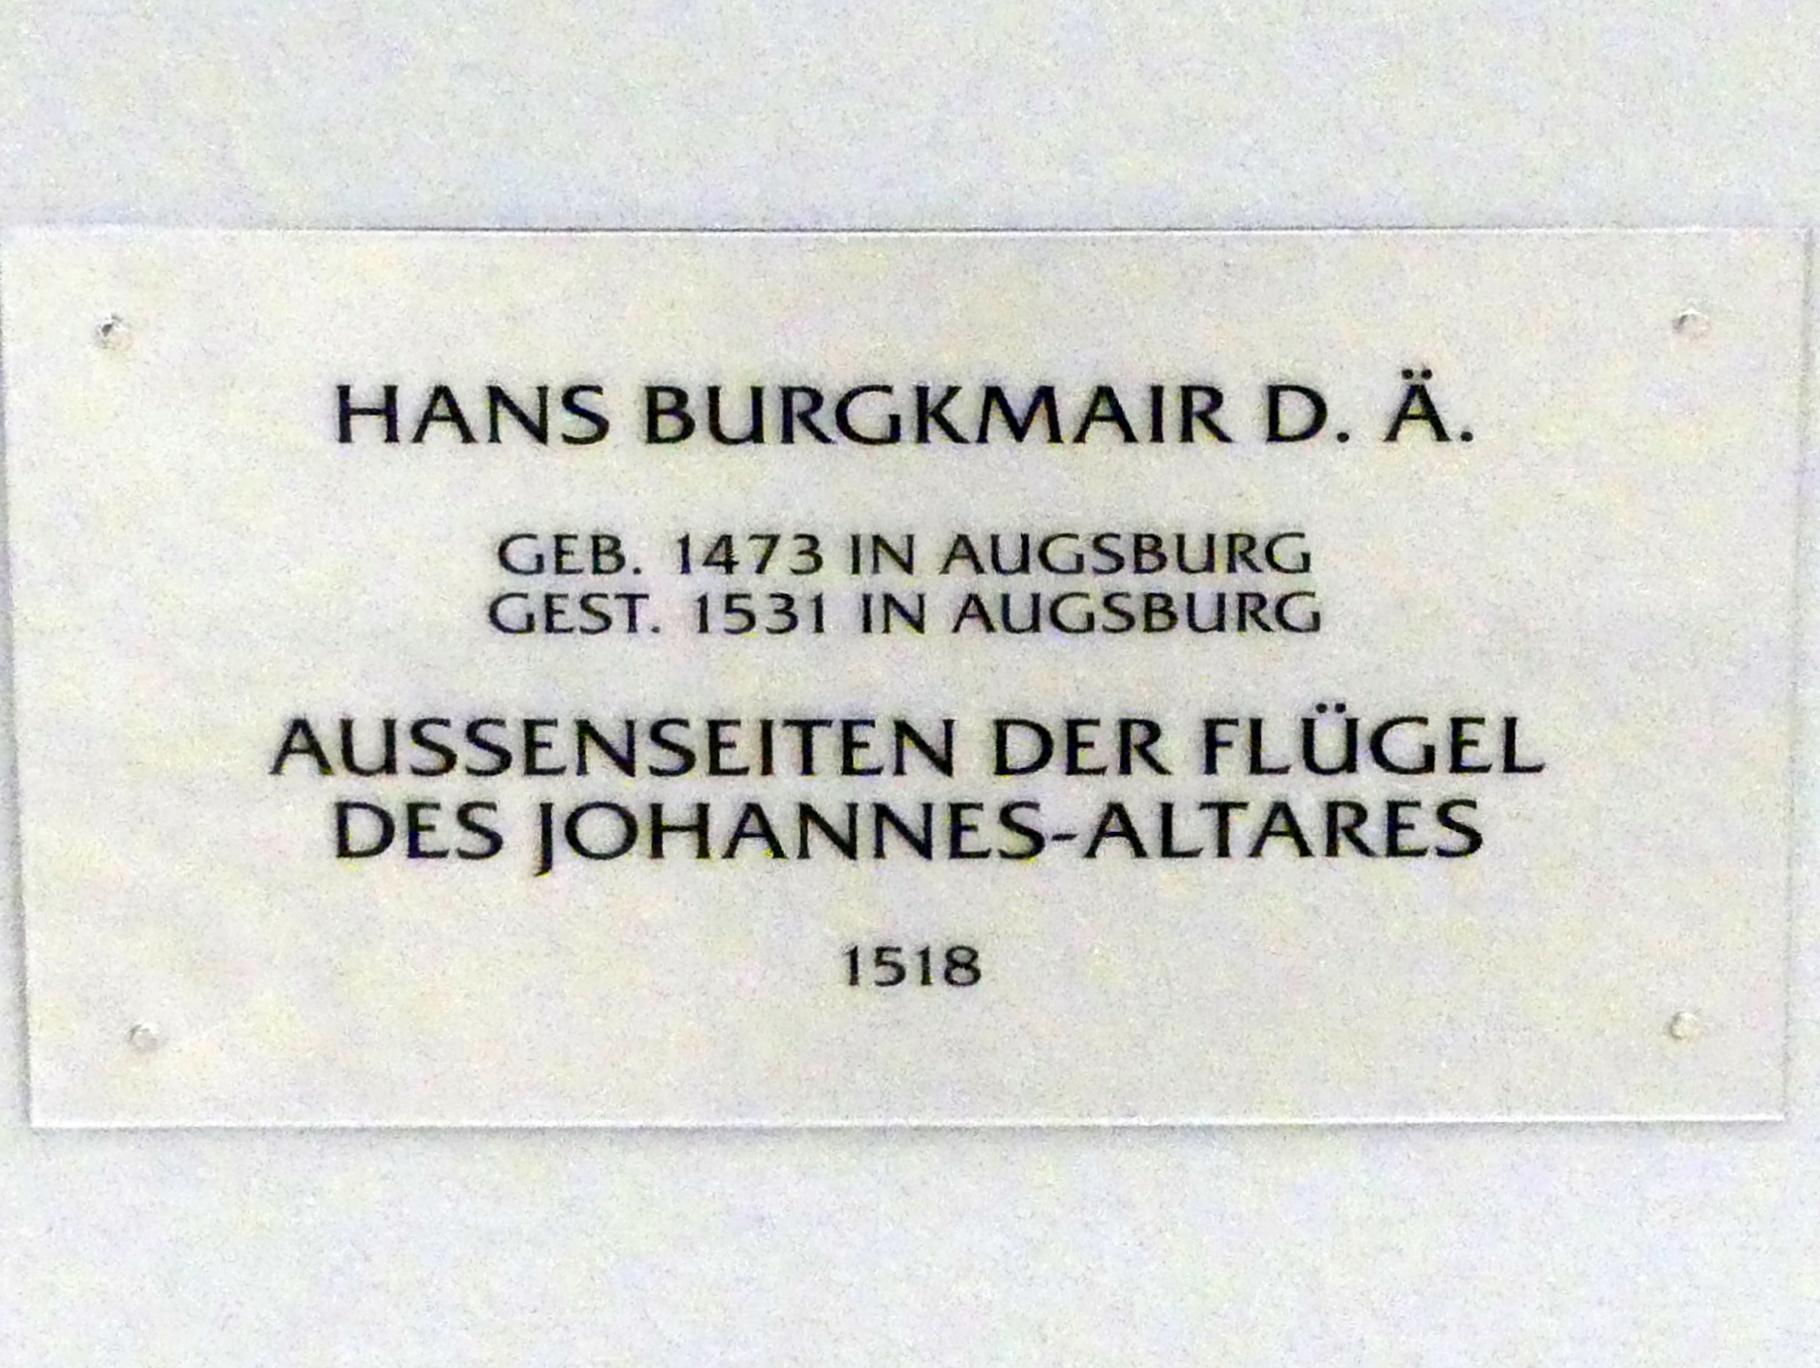 HANS BURGKMAIR D. Ä.
GEB. 1473 IN AUGSBURG
GEST. 1531 IN AUGSBURG
AUSSENSEITEN DER FLÜGEL
DES JOHANNES-ALTARES
1518